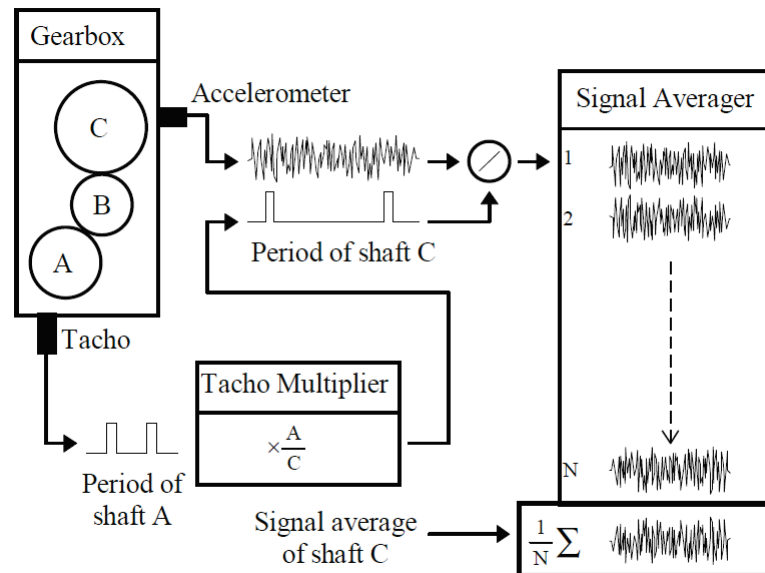 Gearbox
C
B
A
Accelerometer
Period of shaft C
Tacho
Tacho Multiplier
× A/C
Period of
shaft A
Signal Averager
1
2
N
Signal average
of shaft C
1/N ∑